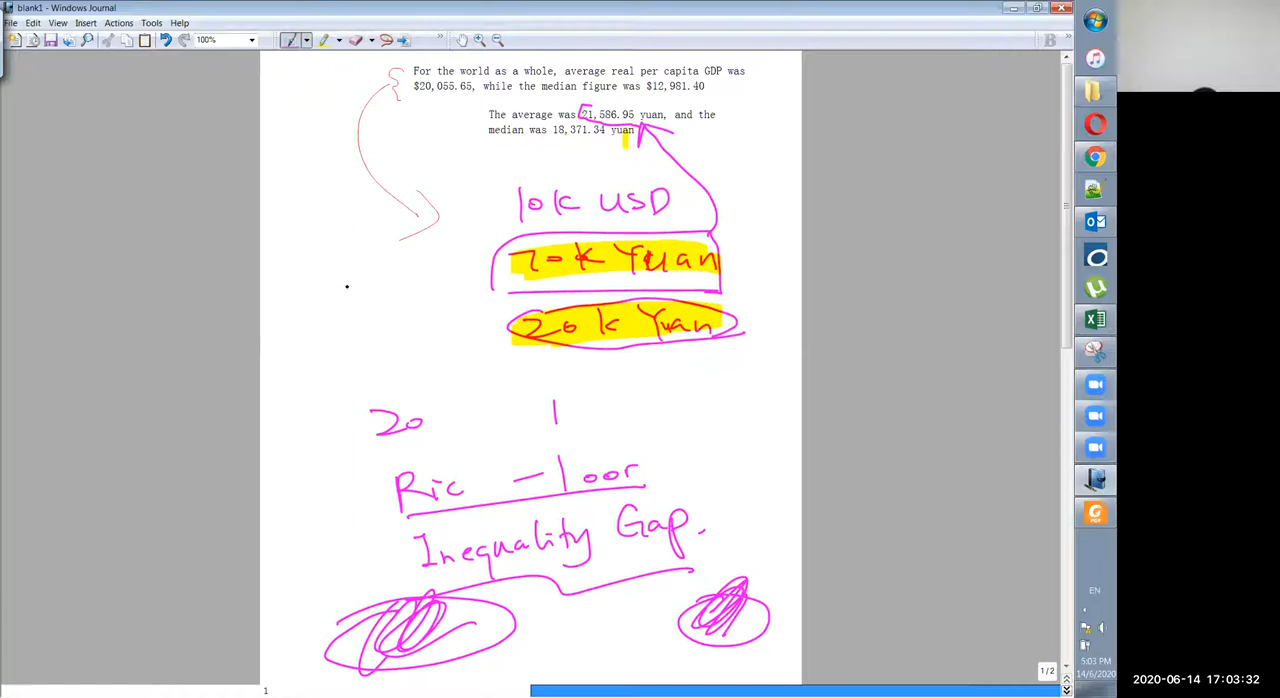 blank1 - Windows Journal
File Edit View Insert Actions Tools Help
100%
For the world as a whole, average real per capita GDP was
$20,055.65, while the median figure was $12,981.40
The average was 21,586.95 yuan, and the
median was 18,371.34 yuan
10K USD
70k Yuan
20k Yuan
20 1
Ric - Poor
Inequality Gap.
1/2
1
EN
5:03 PM
14/6/2020
2020-06-14 17:03:32